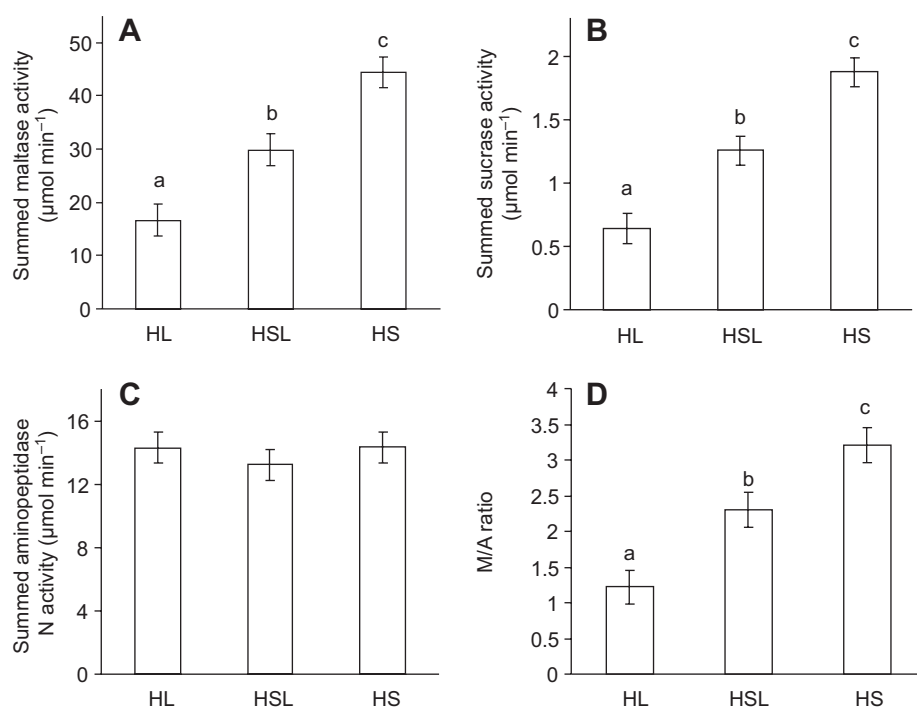 A
Summed maltase activity
(µmol min–1)
50
40
30
20
10
0
a
b
c
HL
HSL
HS
B
Summed sucrase activity
(µmol min–1)
2
1.5
1
0.5
0
a
b
c
HL
HSL
HS
C
Summed aminopeptidase
N activity (µmol min–1)
16
12
8
4
0
HL
HSL
HS
D
M/A ratio
4
3.5
3
2.5
2
1.5
1
0.5
0
a
b
c
HL
HSL
HS